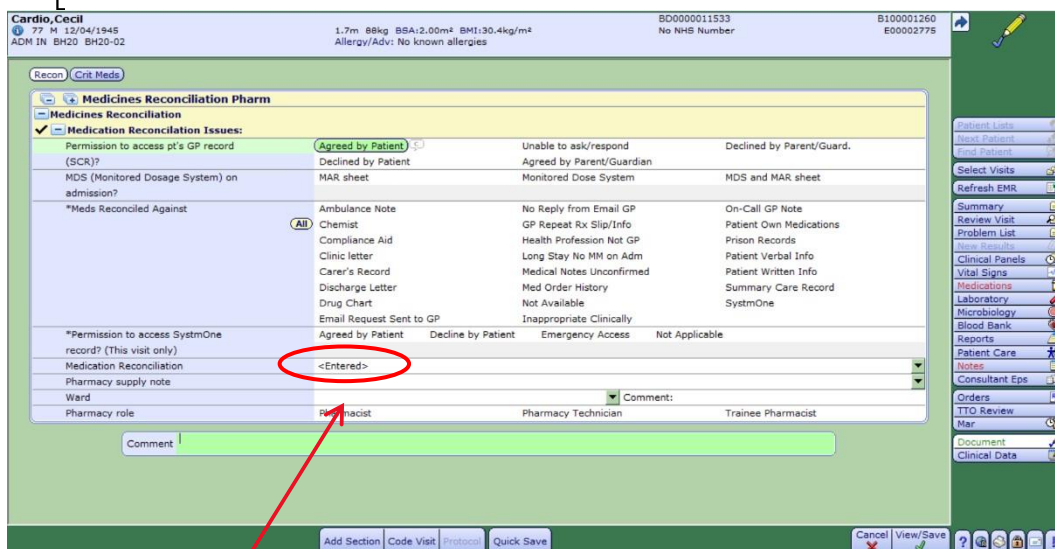 Cardio,Cecil
77 M 12/04/1945
ADM IN BH20 BH20-02
1.7m 88kg BSA:2.00m² BMI:30.4kg/m²
Allergy/Adv: No known allergies
BD0000011533
No NHS Number
B100001260
E00002775
Recon Crit Meds
Medicines Reconciliation Pharm
Medicines Reconciliation
Medication Reconcilation Issues:
Permission to access pt's GP record Agreed by Patient Unable to ask/respond Declined by Parent/Guard.
(SCR)? Declined by Patient Agreed by Parent/Guardian
MDS (Monitored Dosage System) on MAR sheet Monitored Dose System MDS and MAR sheet
admission?
*Meds Reconciled Against Ambulance Note No Reply from Email GP On-Call GP Note
All Chemist GP Repeat Rx Slip/Info Patient Own Medications
Compliance Aid Health Profession Not GP Prison Records
Clinic letter Long Stay No MM on Adm Patient Verbal Info
Carer's Record Medical Notes Unconfirmed Patient Written Info
Discharge Letter Med Order History Summary Care Record
Drug Chart Not Available SystmOne
Email Request Sent to GP Inappropriate Clinically
*Permission to access SystmOne Agreed by Patient Decline by Patient Emergency Access Not Applicable
record? (This visit only)
Medication Reconciliation <Entered>
Pharmacy supply note
Ward Comment:
Pharmacy role Pharmacist Pharmacy Technician Trainee Pharmacist
Comment
Add Section Code Visit Protocol Quick Save
Cancel View/Save
Patient Lists
Next Patient
Find Patient
Select Visits
Refresh EMR
Summary
Review Visit
Problem List
New Results
Clinical Panels
Vital Signs
Medications
Laboratory
Microbiology
Blood Bank
Reports
Patient Care
Notes
Consultant Eps
Orders
TTO Review
Mar
Document
Clinical Data